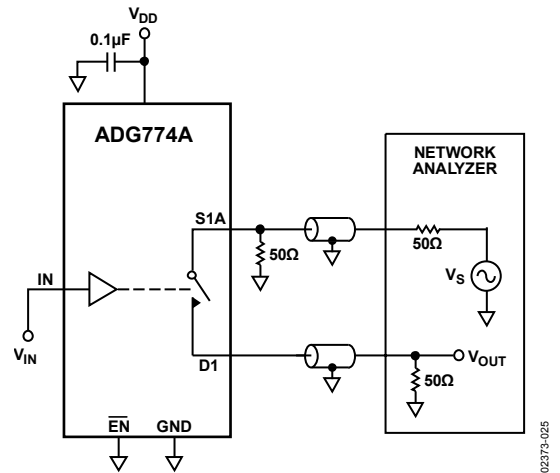 VDD
0.1µF
ADG774A
NETWORK
ANALYZER
S1A
50Ω
50Ω
VS
IN
VIN
D1
VOUT
50Ω
EN GND
02373-025